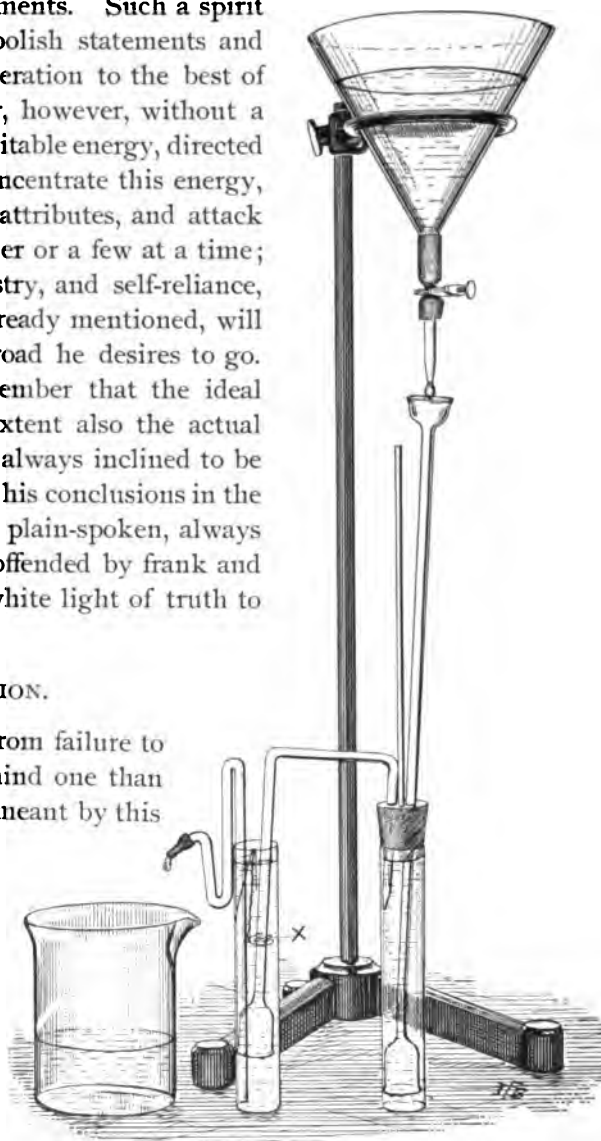 ments. Such a spirit
polish statements and
eration to the best of
, however, without a
itable energy, directed
ncentrate this energy,
attributes, and attack
er or a few at a time;
stry, and self-reliance,
ready mentioned, will
road he desires to go.
ember that the ideal
xtent also the actual
always inclined to be
his conclusions in the
plain-spoken, always
offended by frank and
white light of truth to
ION.
rom failure to
ind one than
neant by this
X